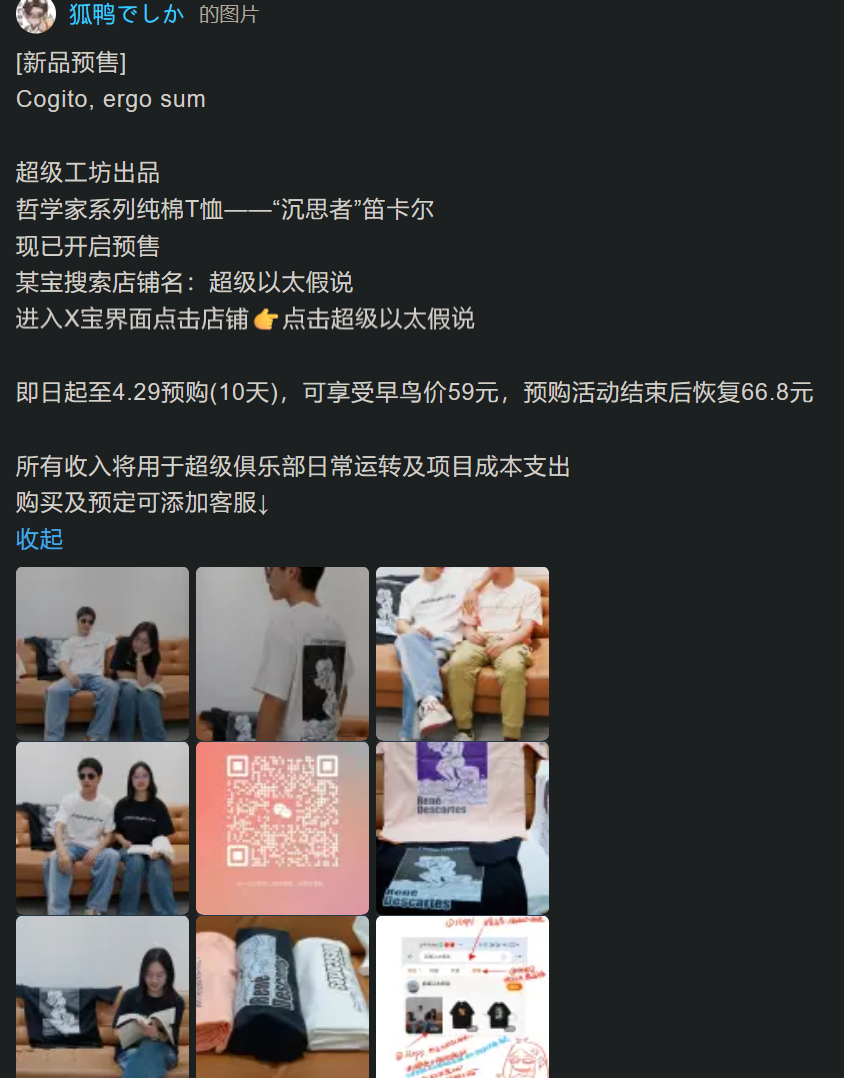 狐鸭でしか 的图片
[新品预售]
Cogito, ergo sum
超级工坊出品
哲学家系列纯棉T恤——“沉思者”笛卡尔
现已开启预售
某宝搜索店铺名：超级以太假说
进入X宝界面点击店铺👉点击超级以太假说
即日起至4.29预购(10天)，可享受早鸟价59元，预购活动结束后恢复66.8元
所有收入将用于超级俱乐部日常运转及项目成本支出
购买及预定可添加客服↓
收起
René
Descartes
René
Descartes
René
Descartes